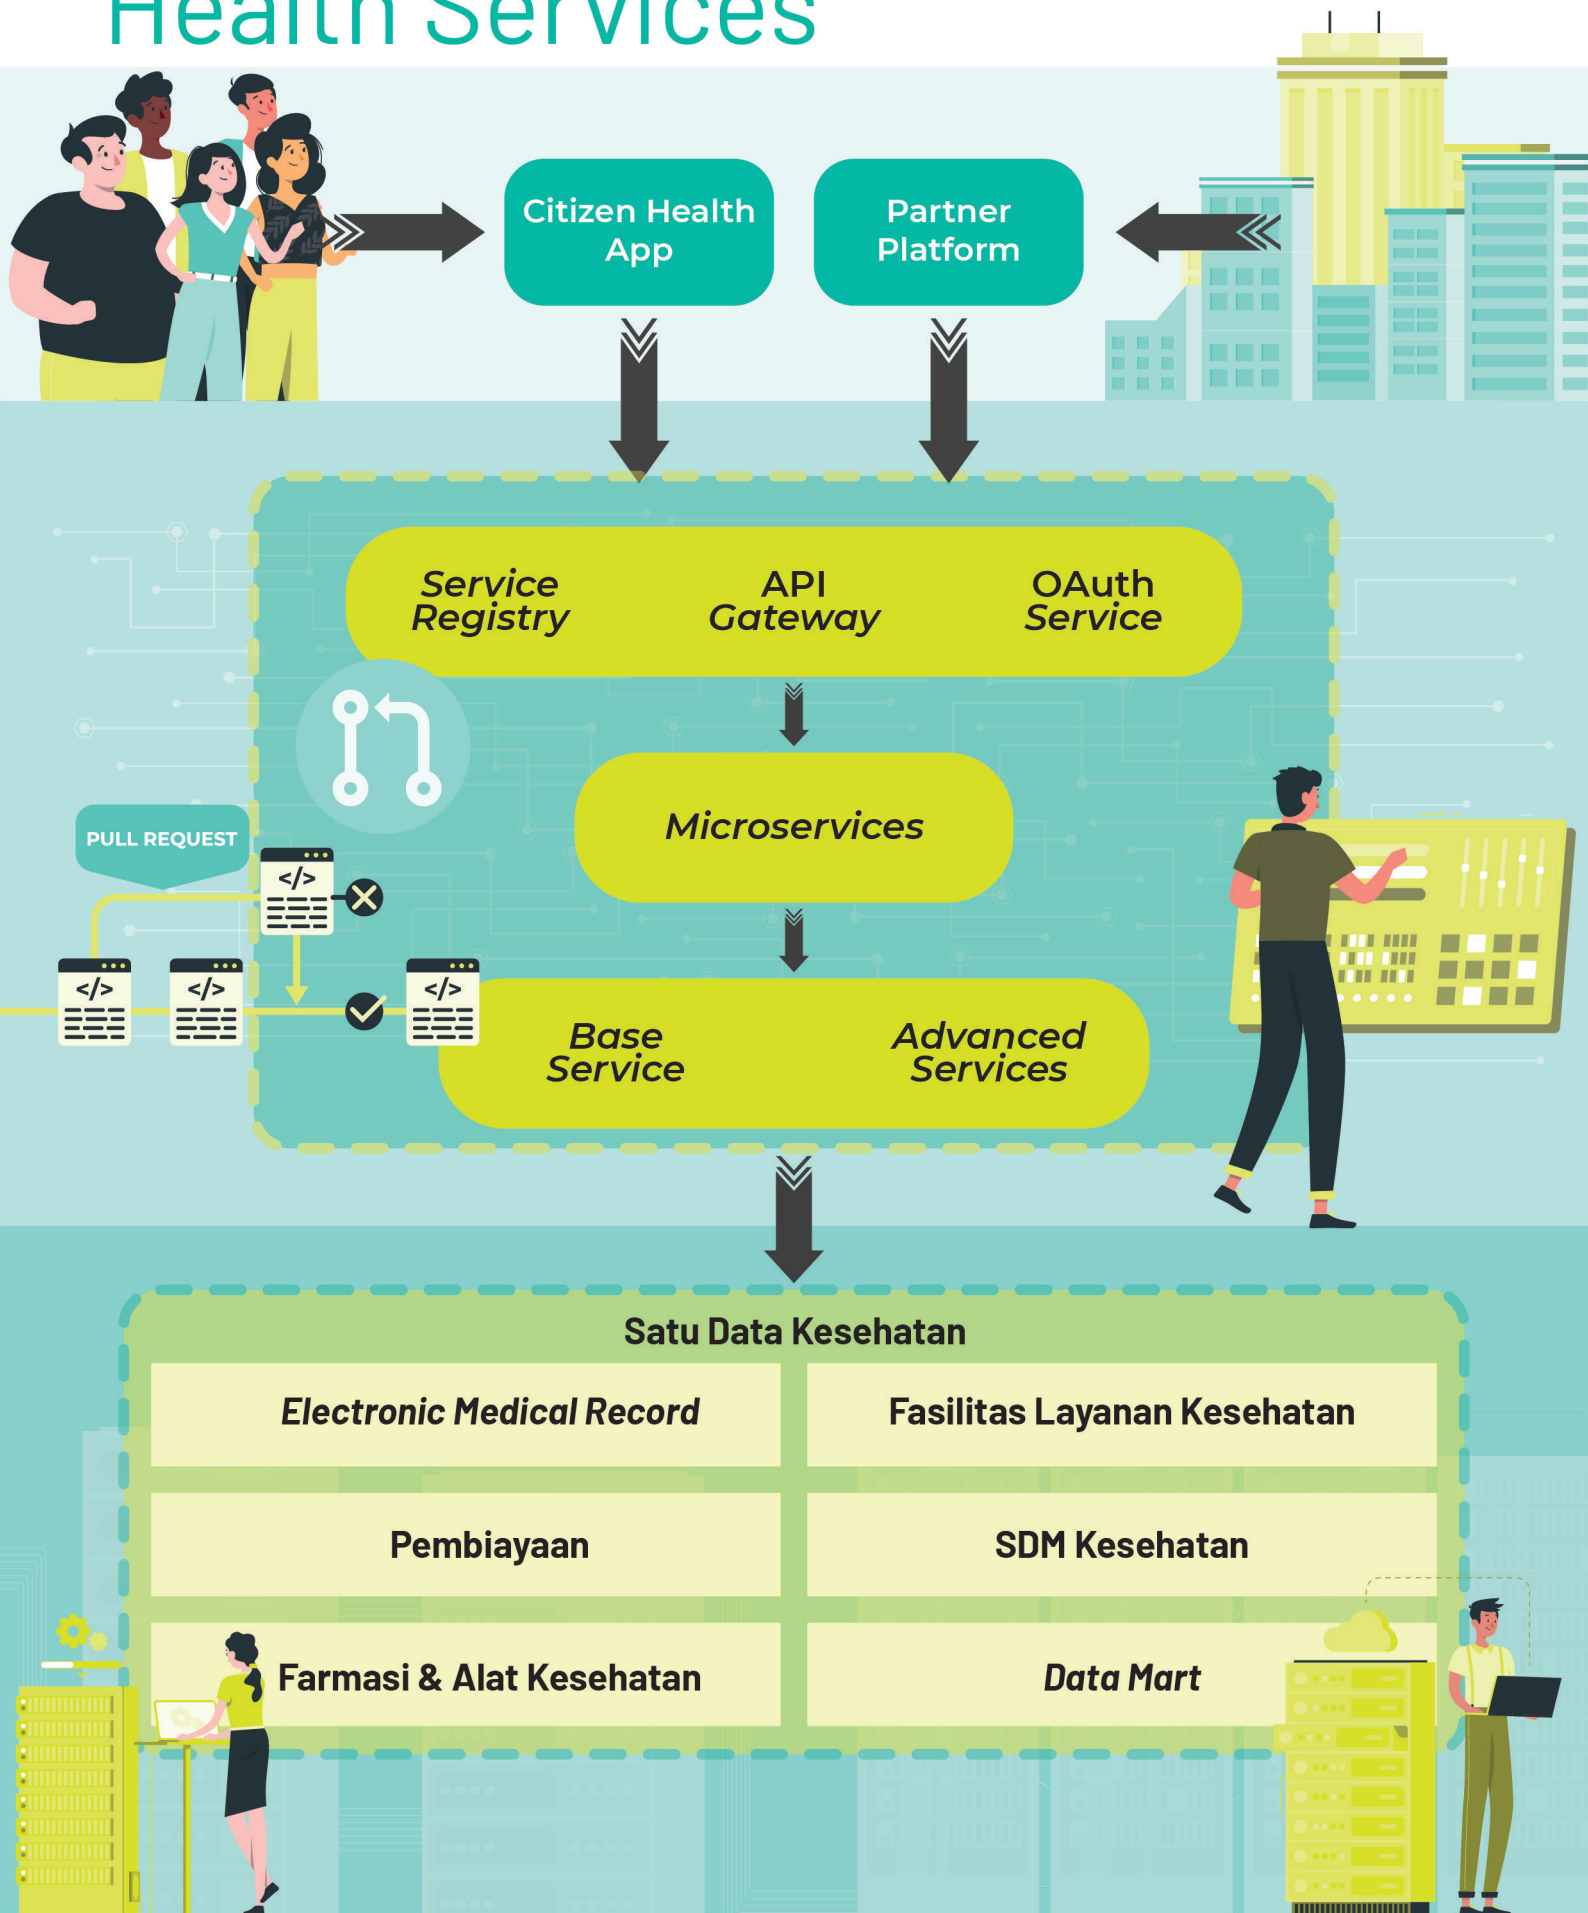 Health Services
Citizen Health
App
Partner
Platform
Service
Registry
API
Gateway
OAuth
Service
Microservices
PULL REQUEST
</>
</>
</>
</>
Base
Service
Advanced
Services
Satu Data Kesehatan
Electronic Medical Record
Fasilitas Layanan Kesehatan
Pembiayaan
SDM Kesehatan
Farmasi & Alat Kesehatan
Data Mart